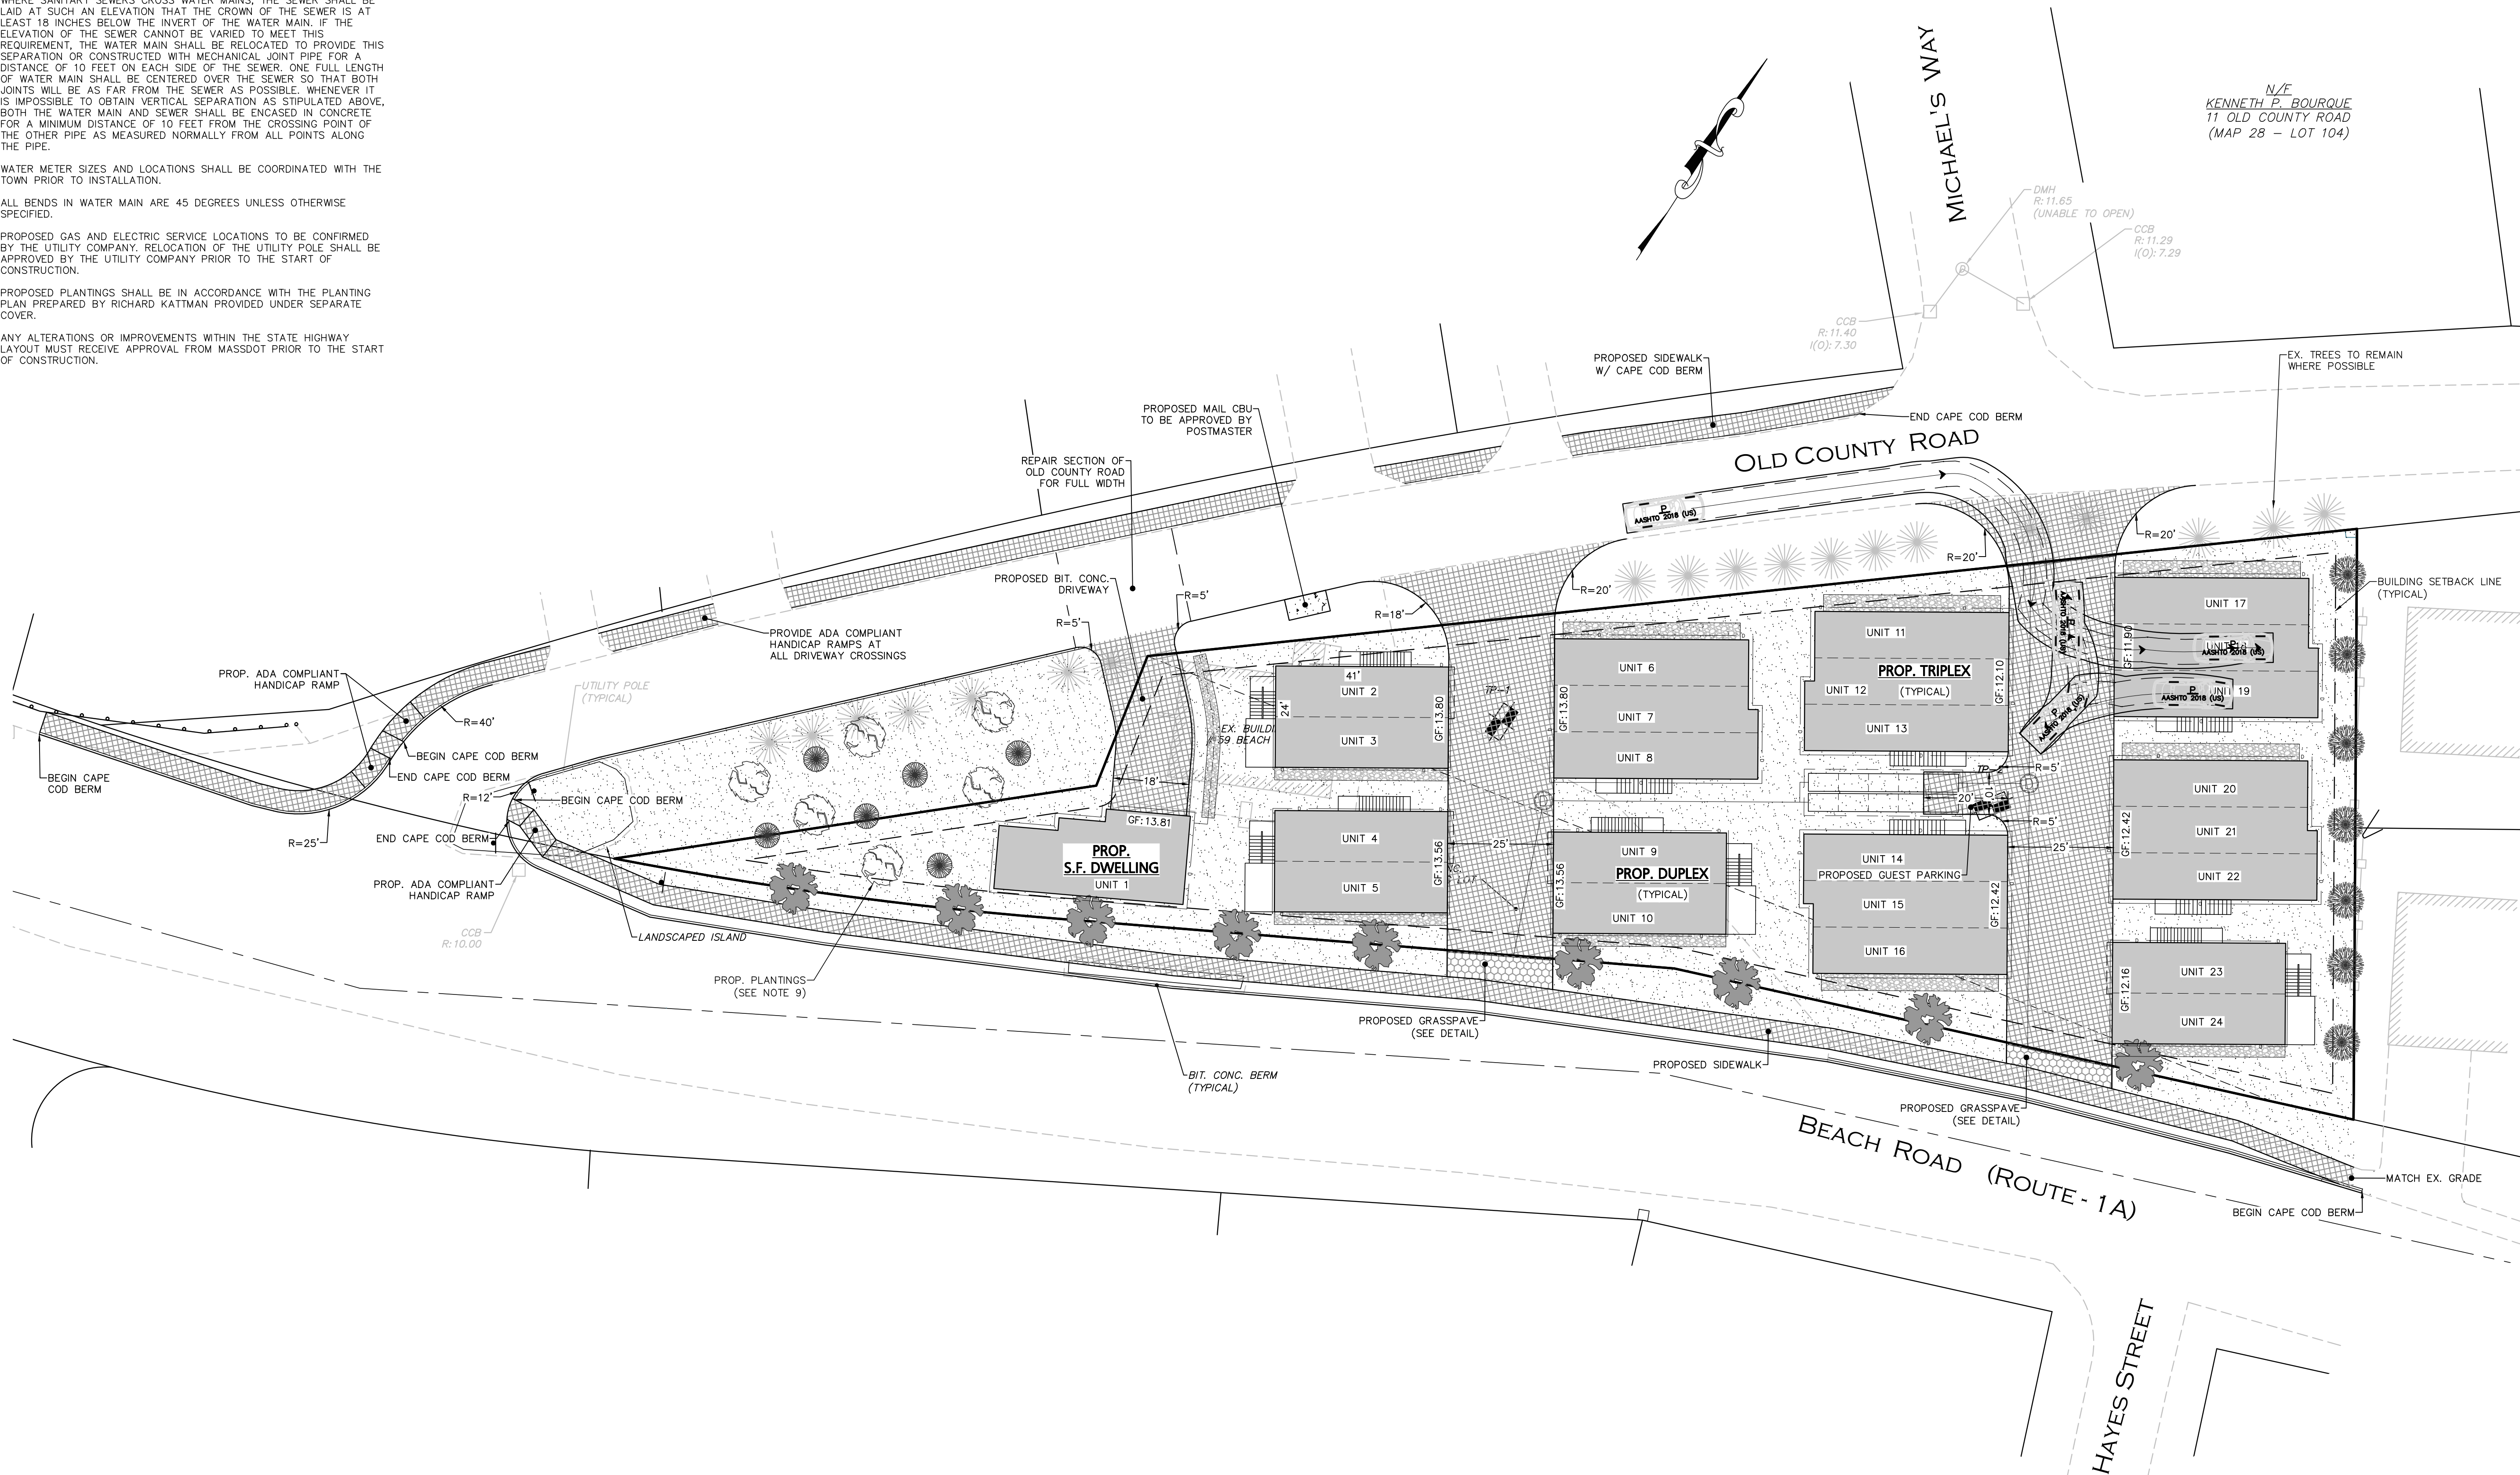 WHERE SANITARY SEWERS CROSS WATER MAINS, THE SEWER SHALL BE
LAID AT SUCH AN ELEVATION THAT THE CROWN OF THE SEWER IS AT
LEAST 18 INCHES BELOW THE INVERT OF THE WATER MAIN. IF THE
ELEVATION OF THE SEWER CANNOT BE VARIED TO MEET THIS
REQUIREMENT, THE WATER MAIN SHALL BE RELOCATED TO PROVIDE THIS
SEPARATION OR CONSTRUCTED WITH MECHANICAL JOINT PIPE FOR A
DISTANCE OF 10 FEET ON EACH SIDE OF THE SEWER. ONE FULL LENGTH
OF WATER MAIN SHALL BE CENTERED OVER THE SEWER SO THAT BOTH
JOINTS WILL BE AS FAR FROM THE SEWER AS POSSIBLE. WHENEVER IT
IS IMPOSSIBLE TO OBTAIN VERTICAL SEPARATION AS STIPULATED ABOVE,
BOTH THE WATER MAIN AND SEWER SHALL BE ENCASED IN CONCRETE
FOR A MINIMUM DISTANCE OF 10 FEET FROM THE CROSSING POINT OF
THE OTHER PIPE AS MEASURED NORMALLY FROM ALL POINTS ALONG
THE PIPE.
WATER METER SIZES AND LOCATIONS SHALL BE COORDINATED WITH THE
TOWN PRIOR TO INSTALLATION.
ALL BENDS IN WATER MAIN ARE 45 DEGREES UNLESS OTHERWISE
SPECIFIED.
PROPOSED GAS AND ELECTRIC SERVICE LOCATIONS TO BE CONFIRMED
BY THE UTILITY COMPANY. RELOCATION OF THE UTILITY POLE SHALL BE
APPROVED BY THE UTILITY COMPANY PRIOR TO THE START OF
CONSTRUCTION.
PROPOSED PLANTINGS SHALL BE IN ACCORDANCE WITH THE PLANTING
PLAN PREPARED BY RICHARD KATTMAN PROVIDED UNDER SEPARATE
COVER.
ANY ALTERATIONS OR IMPROVEMENTS WITHIN THE STATE HIGHWAY
LAYOUT MUST RECEIVE APPROVAL FROM MASSDOT PRIOR TO THE START
OF CONSTRUCTION.
MICHAEL'S WAY
N/F
KENNETH P. BOURQUE
11 OLD COUNTY ROAD
(MAP 28 – LOT 104)
DMH
R:11.65
(UNABLE TO OPEN)
D
CCB
R:11.29
I(O):7.29
CCB
R:11.40
I(O):7.30
PROPOSED SIDEWALK
W/ CAPE COD BERM
EX. TREES TO REMAIN
WHERE POSSIBLE
PROPOSED MAIL CBU
TO BE APPROVED BY
POSTMASTER
END CAPE COD BERM
OLD COUNTY ROAD
REPAIR SECTION OF
OLD COUNTY ROAD
FOR FULL WIDTH
P
AASHTO 2018 (US)
R=20'
R=20'
R=20'
PROPOSED BIT. CONC.
DRIVEWAY
R=5'
R=5'
R=18'
BUILDING SETBACK LINE
(TYPICAL)
PROVIDE ADA COMPLIANT
HANDICAP RAMPS AT
ALL DRIVEWAY CROSSINGS
PROP. ADA COMPLIANT
HANDICAP RAMP
UTILITY POLE
(TYPICAL)
R=40'
BEGIN CAPE COD BERM
END CAPE COD BERM
BEGIN CAPE
COD BERM
R=12'
BEGIN CAPE COD BERM
END CAPE COD BERM
R=25'
PROP. ADA COMPLIANT
HANDICAP RAMP
CCB
R:10.00
LANDSCAPED ISLAND
PROP. PLANTINGS
(SEE NOTE 9)
18'
GF:13.81
PROP.
S.F. DWELLING
UNIT 1
41'
UNIT 2
24'
UNIT 3
GF:13.80
EX. BUILDI
59 BEACH
UNIT 4
UNIT 5
GF:13.56
TP-1
25'
LOT
UNIT 6
UNIT 7
UNIT 8
GF:13.80
UNIT 9
PROP. DUPLEX
(TYPICAL)
UNIT 10
GF:13.56
UNIT 11
PROP. TRIPLEX
UNIT 12
(TYPICAL)
UNIT 13
GF:12.10
R=5'
20'
10'
R=5'
UNIT 14
PROPOSED GUEST PARKING
UNIT 15
UNIT 16
GF:12.42
25'
UNIT 17
GF:11.90
P
AASHTO 2018 (US)
P
AASHTO 2018 (US)
UNIT 19
P
AASHTO 2018 (US)
P
AASHTO 2018 (US)
UNIT 20
UNIT 21
UNIT 22
GF:12.42
UNIT 23
UNIT 24
GF:12.16
PROPOSED GRASSPAVE
(SEE DETAIL)
PROPOSED SIDEWALK
BIT. CONC. BERM
(TYPICAL)
PROPOSED GRASSPAVE
(SEE DETAIL)
BEACH ROAD (ROUTE - 1A)
MATCH EX. GRADE
BEGIN CAPE COD BERM
HAYES STREET